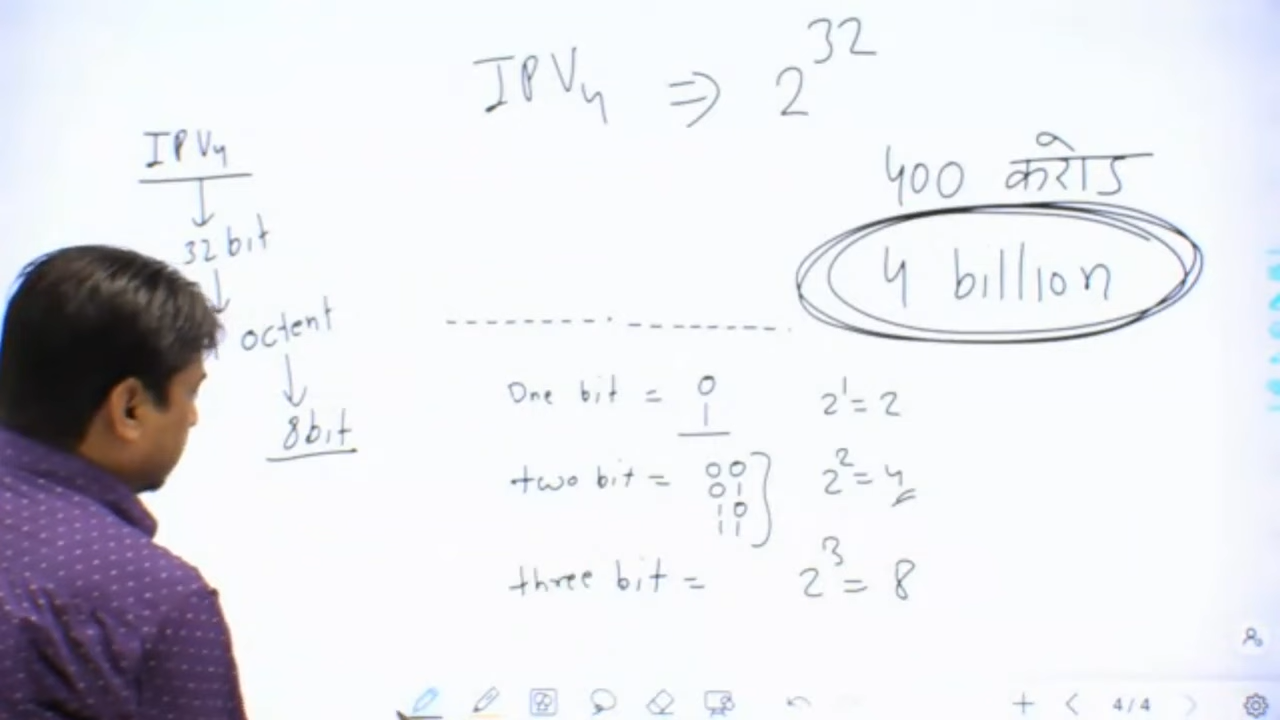 IPV4 ⇒ 2^32
IPV4
400 करोड
32 bit
4 billion
octent
8bit
One bit = 0 1 2^1 = 2
two bit = 00 01 10 11 2^2 = 4
three bit = 2^3 = 8
4/4